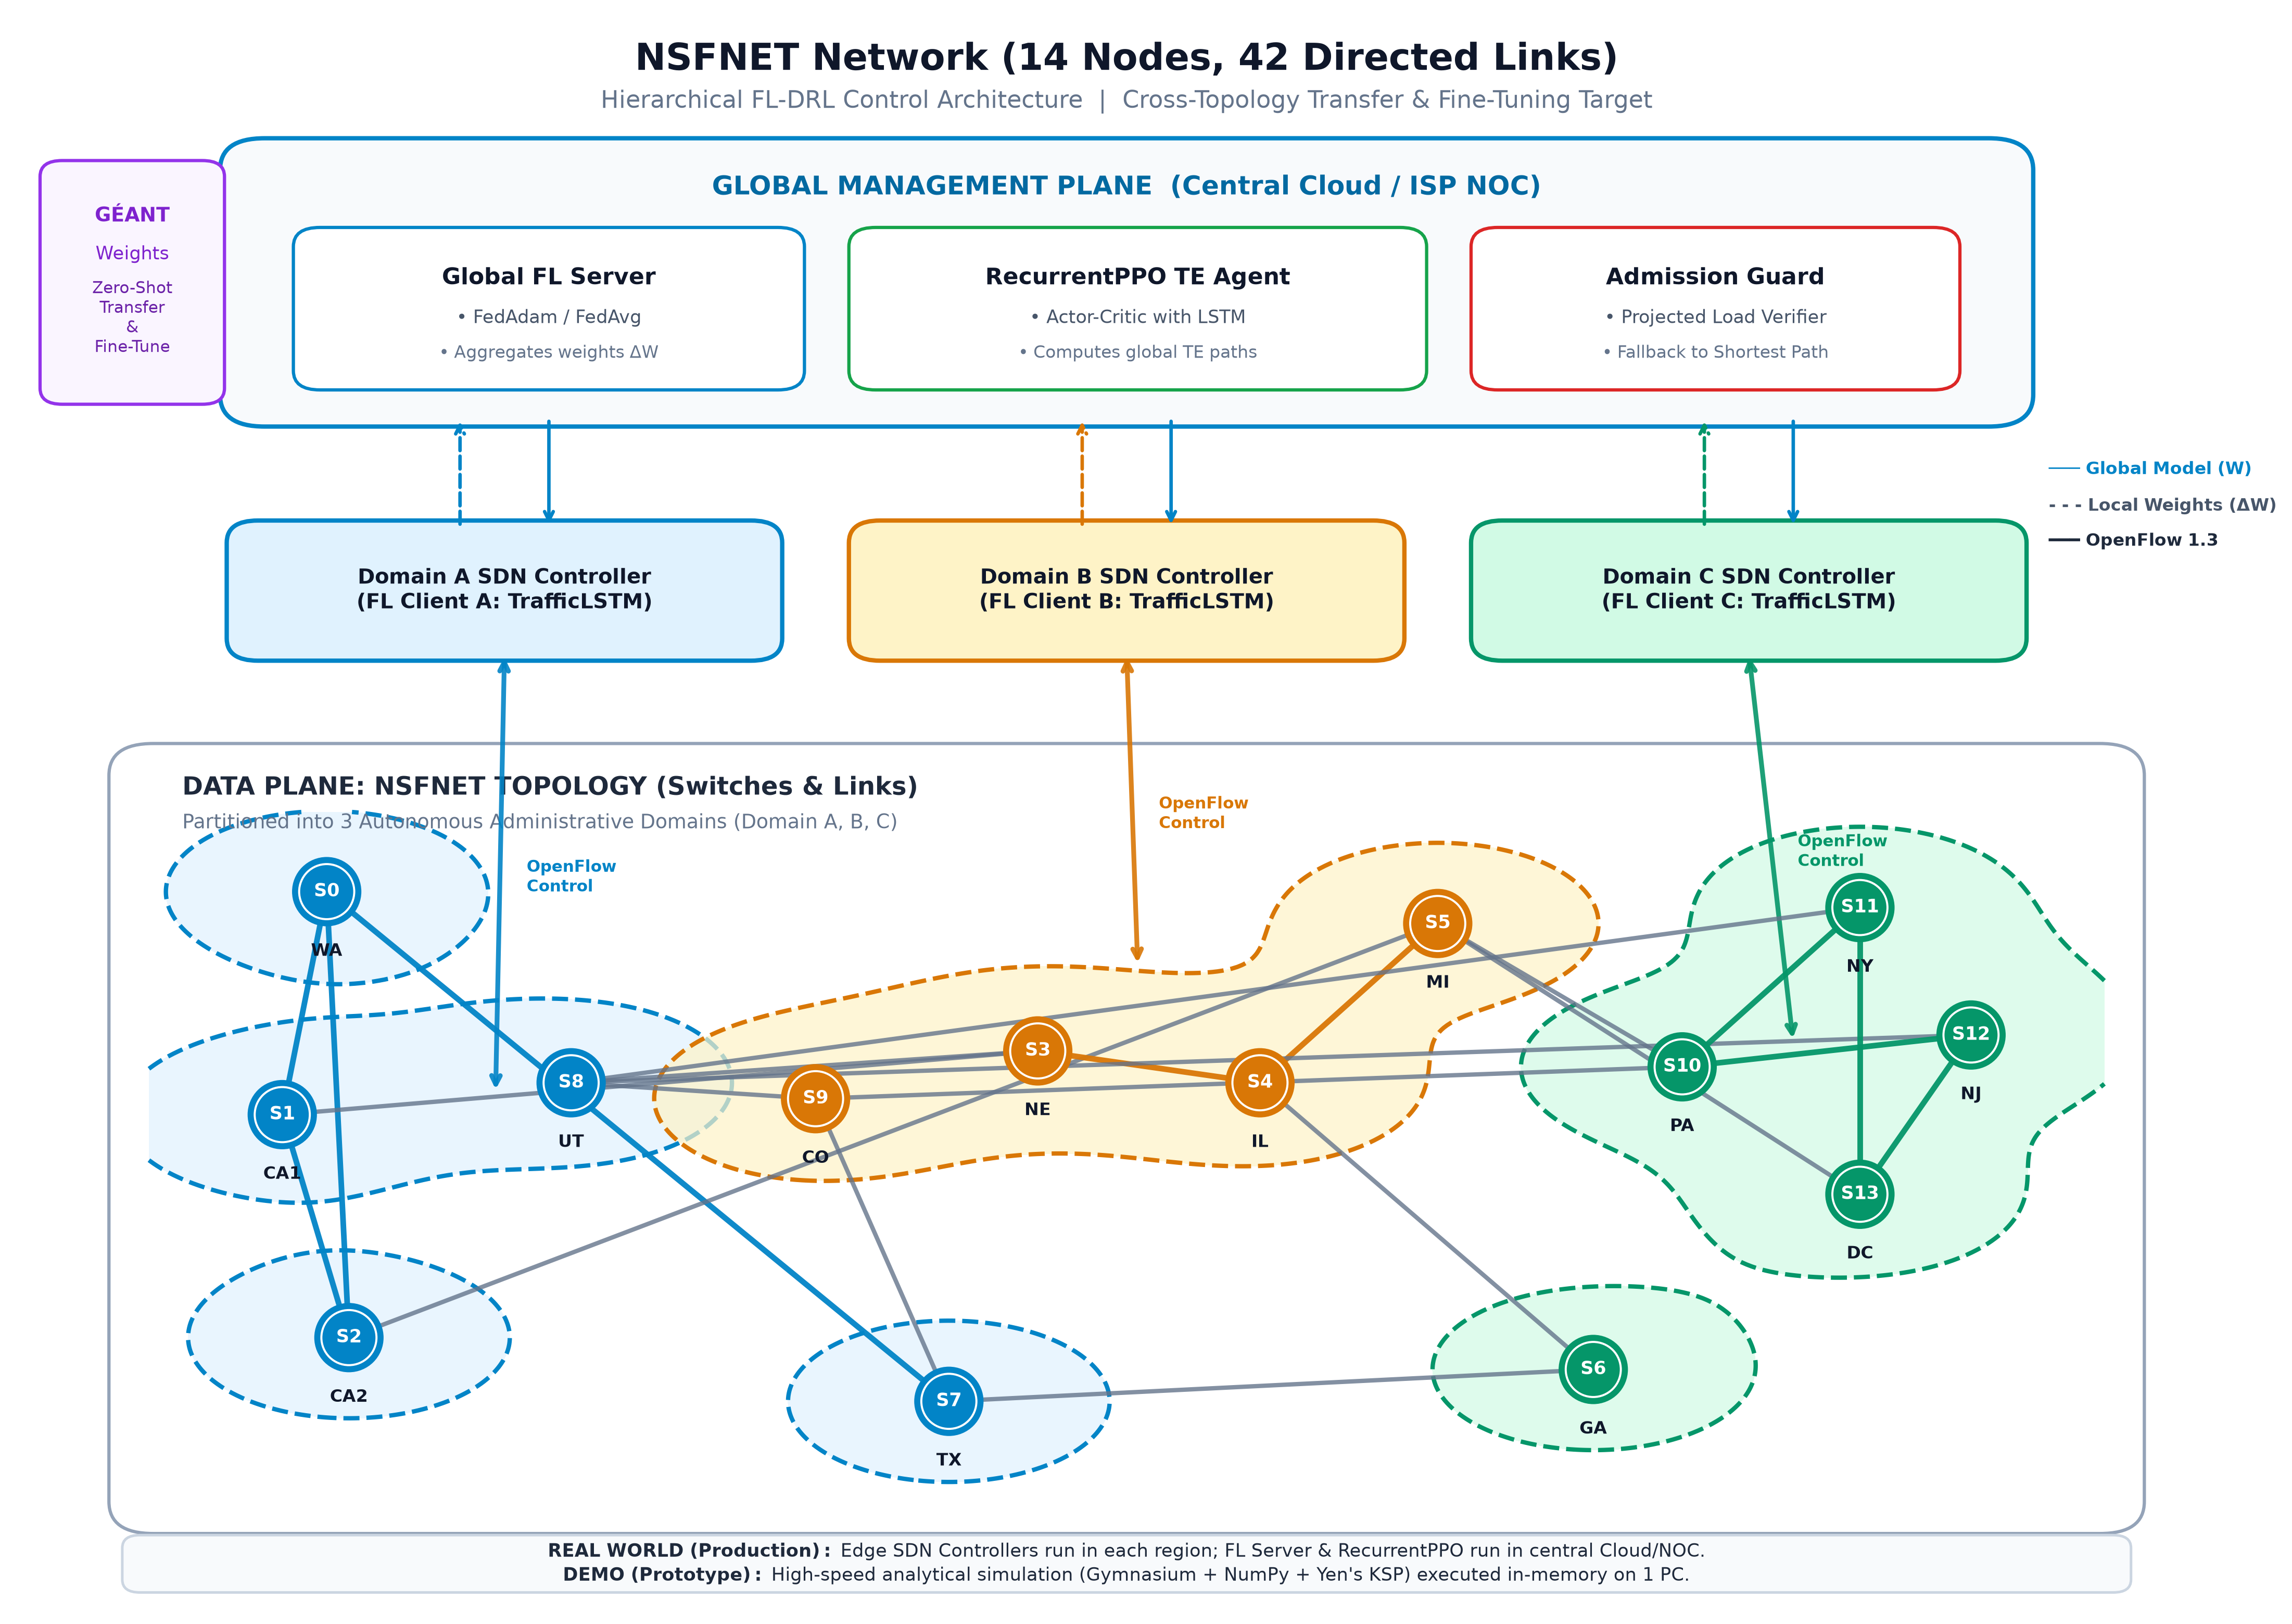 NSFNET Network (14 Nodes, 42 Directed Links)
Hierarchical FL-DRL Control Architecture | Cross-Topology Transfer & Fine-Tuning Target
GÉANT
Weights
Zero-Shot
Transfer
&
Fine-Tune
GLOBAL MANAGEMENT PLANE (Central Cloud / ISP NOC)
Global FL Server
• FedAdam / FedAvg
• Aggregates weights ΔW
RecurrentPPO TE Agent
• Actor-Critic with LSTM
• Computes global TE paths
Admission Guard
• Projected Load Verifier
• Fallback to Shortest Path
Global Model (W)
- - - Local Weights (ΔW)
OpenFlow 1.3
Domain A SDN Controller
(FL Client A: TrafficLSTM)
Domain B SDN Controller
(FL Client B: TrafficLSTM)
Domain C SDN Controller
(FL Client C: TrafficLSTM)
DATA PLANE: NSFNET TOPOLOGY (Switches & Links)
Partitioned into 3 Autonomous Administrative Domains (Domain A, B, C)
OpenFlow
Control
OpenFlow
Control
OpenFlow
Control
S0
WA
S5
MI
S11
NY
S1
CA1
S8
UT
S9
CO
S3
NE
S4
IL
S10
PA
S12
NJ
S13
DC
S2
CA2
S7
TX
S6
GA
REAL WORLD (Production): Edge SDN Controllers run in each region; FL Server & RecurrentPPO run in central Cloud/NOC.
DEMO (Prototype): High-speed analytical simulation (Gymnasium + NumPy + Yen's KSP) executed in-memory on 1 PC.